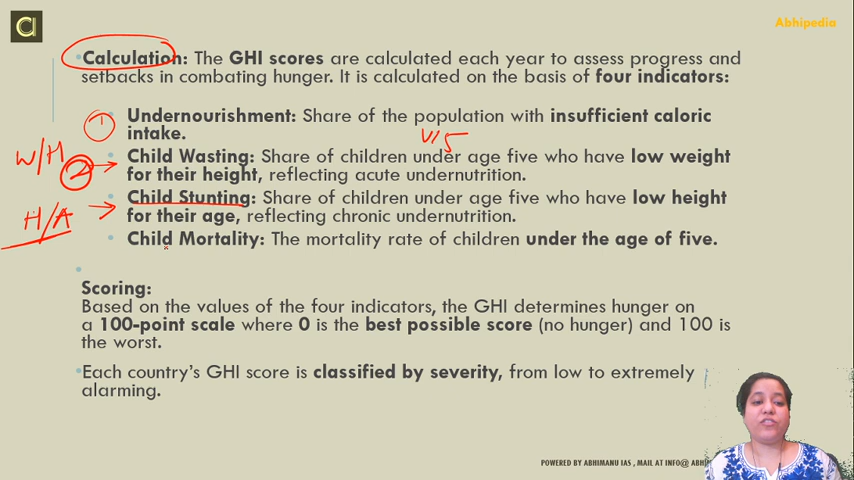 a
Abhipedia
Calculation: The GHI scores are calculated each year to assess progress and
setbacks in combating hunger. It is calculated on the basis of four indicators:
1
Undernourishment: Share of the population with insufficient caloric
intake.
U5
W/H
2
Child Wasting: Share of children under age five who have low weight
for their height, reflecting acute undernutrition.
H/A
Child Stunting: Share of children under age five who have low height
for their age, reflecting chronic undernutrition.
Child Mortality: The mortality rate of children under the age of five.
Scoring:
Based on the values of the four indicators, the GHI determines hunger on
a 100-point scale where 0 is the best possible score (no hunger) and 100 is
the worst.
Each country's GHI score is classified by severity, from low to extremely
alarming.
POWERED BY ABHIMANU IAS , MAIL AT INFO@ ABHI